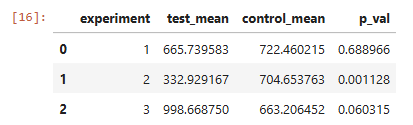 [16]: experiment test_mean control_mean p_val
0 1 665.739583 722.460215 0.688966
1 2 332.929167 704.653763 0.001128
2 3 998.668750 663.206452 0.060315